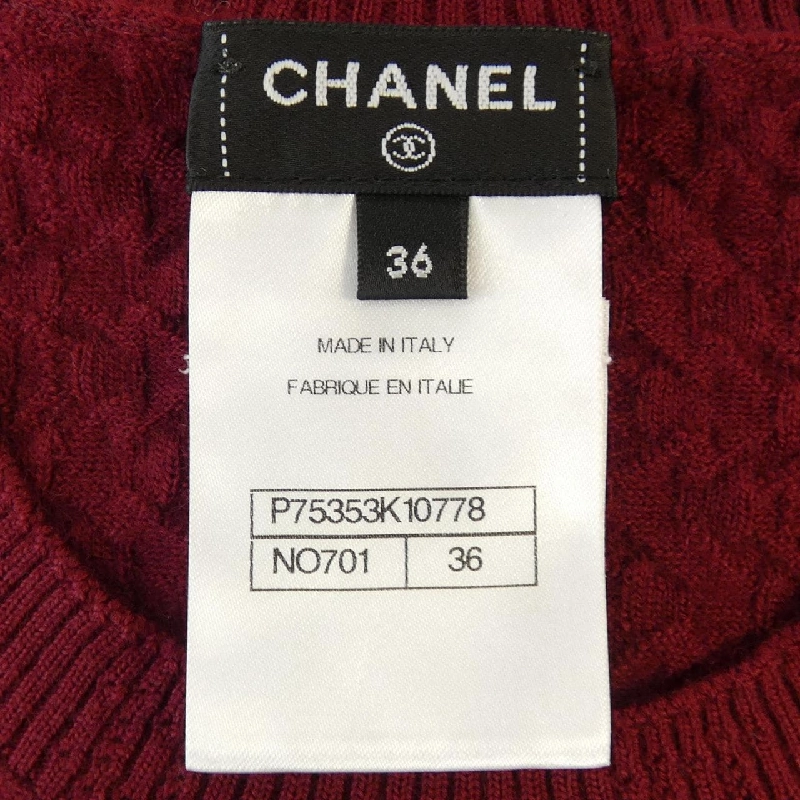 CHANEL
36
MADE IN ITALY
FABRIQUE EN ITALIE
P75353K10778
NO701 36